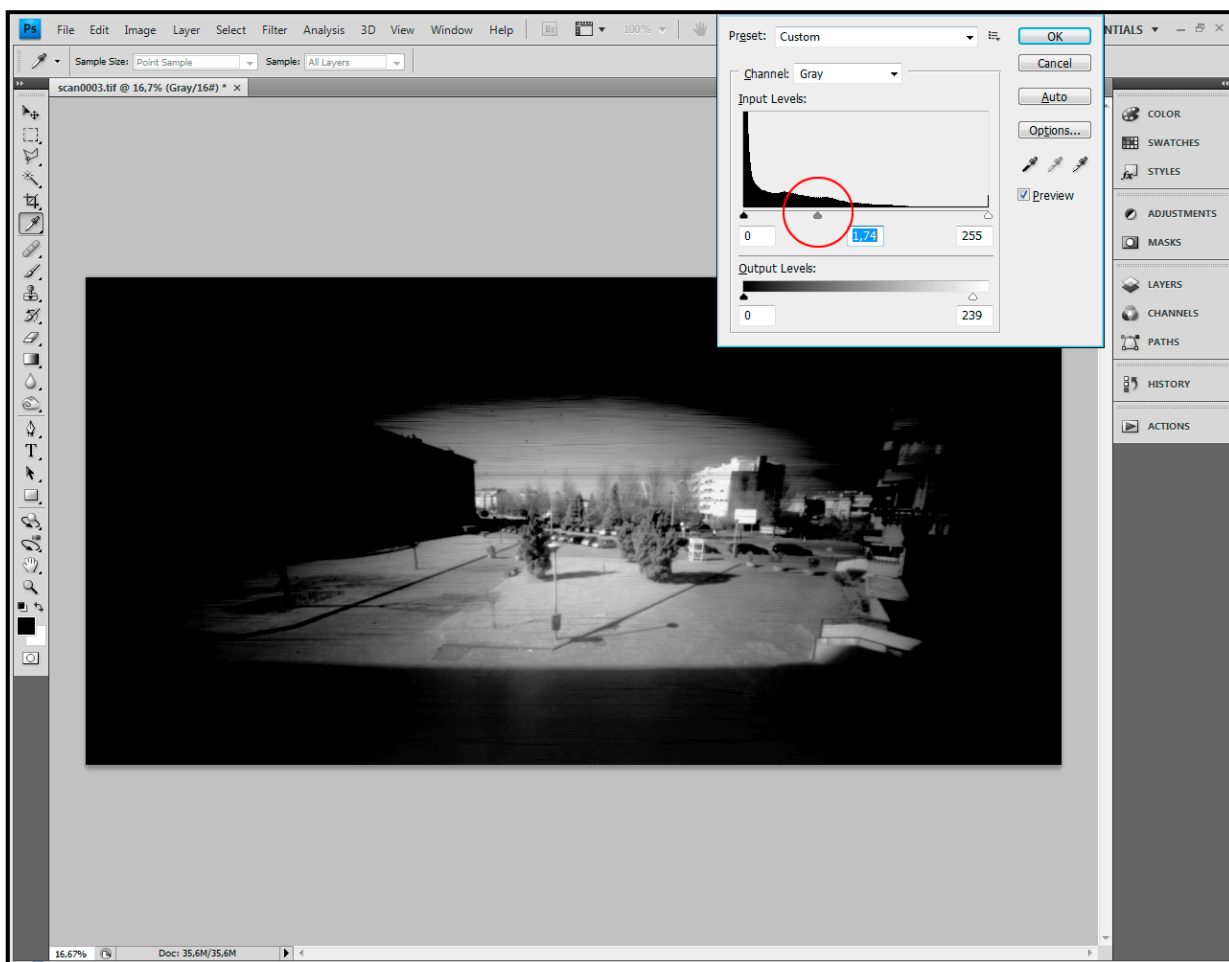 Ps File Edit Image Layer Select Filter Analysis 3D View Window Help Br 100% NTIALS
Sample Size: Point Sample Sample: All Layers
scan0003.tif @ 16,7% (Gray/16#) * ×
Preset: Custom
OK
Cancel
Auto
Options...
Preview
Channel: Gray
Input Levels:
0 1,74 255
Output Levels:
0 239
COLOR
SWATCHES
STYLES
ADJUSTMENTS
MASKS
LAYERS
CHANNELS
PATHS
HISTORY
ACTIONS
16,67% Doc: 35,6M/35,6M